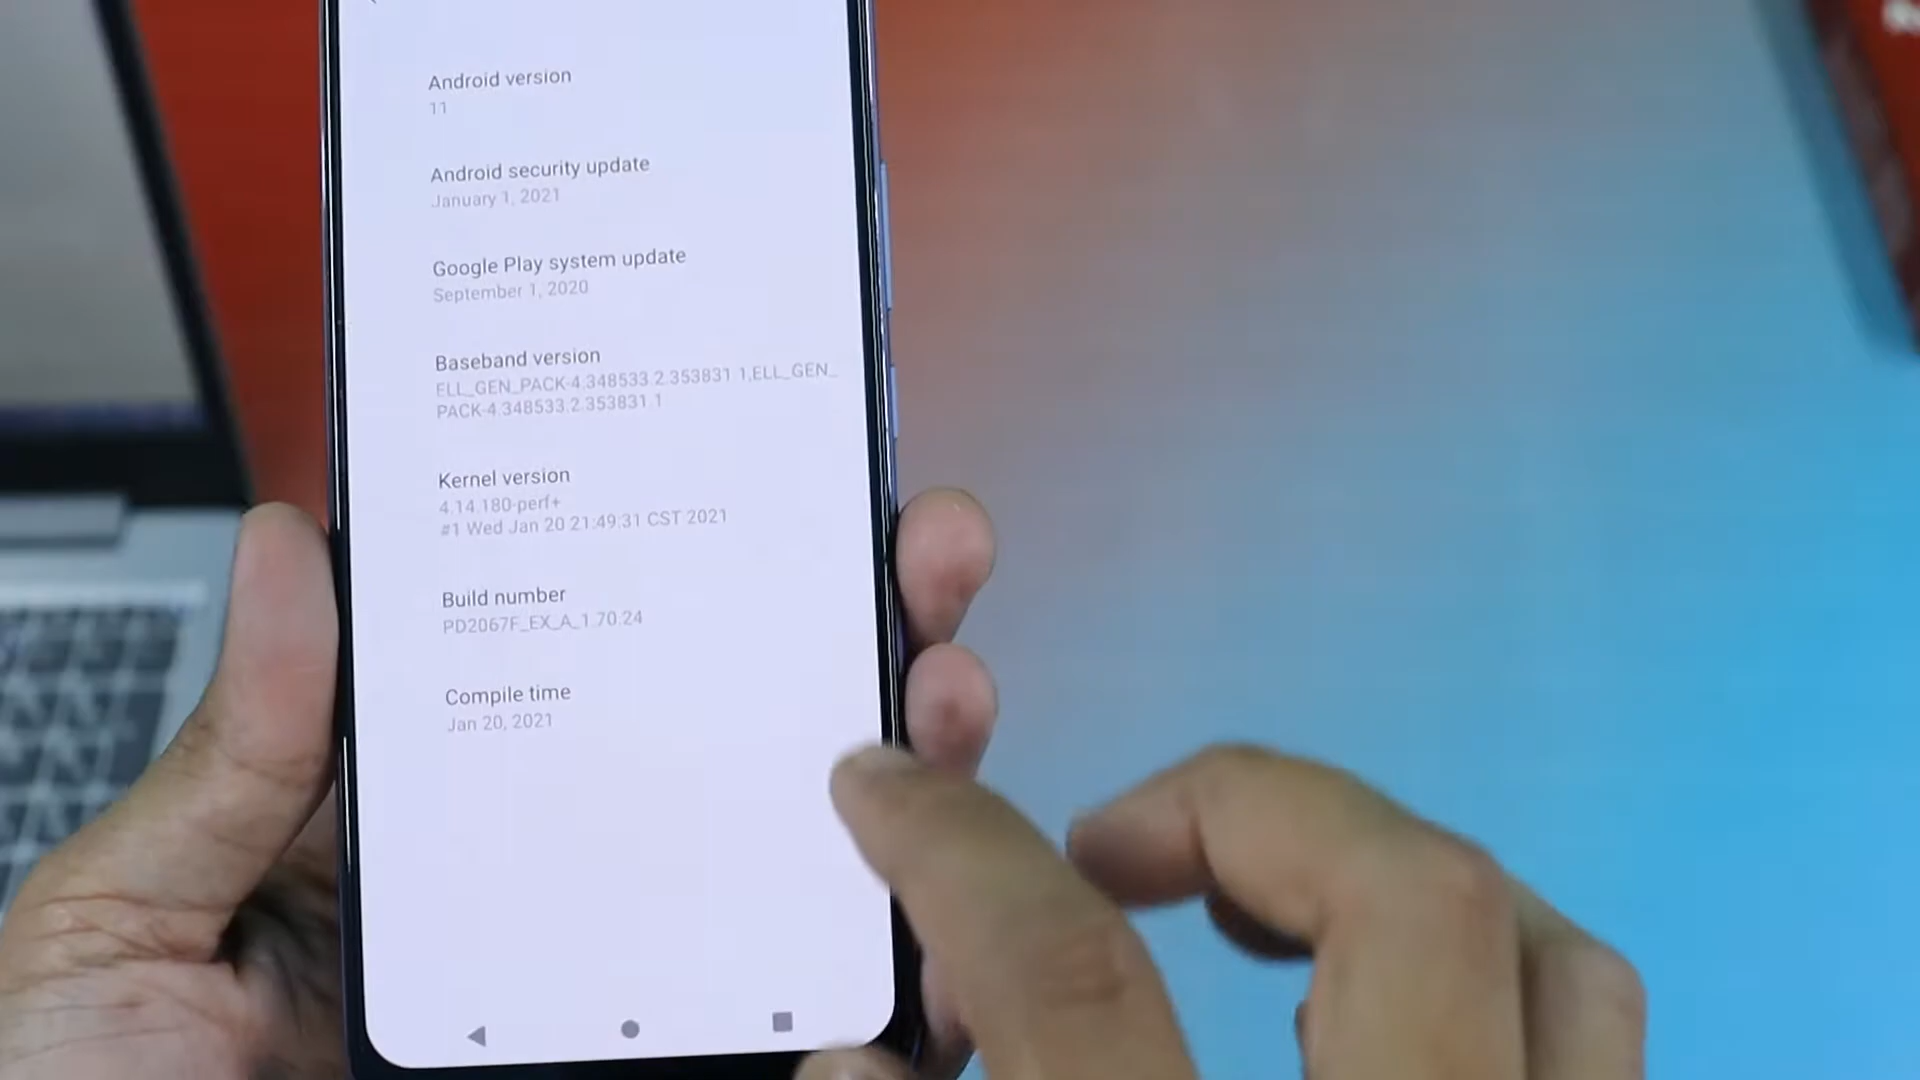 Android version
11
Android security update
January 1, 2021
Google Play system update
September 1, 2020
Baseband version
ELL_GEN_PACK-4.348533.2.353831.1,ELL_GEN_
PACK-4.348533.2.353831.1
Kernel version
4.14.180-perf+
#1 Wed Jan 20 21:49:31 CST 2021
Build number
PD2067F_EX_A_1.70.24
Compile time
Jan 20, 2021